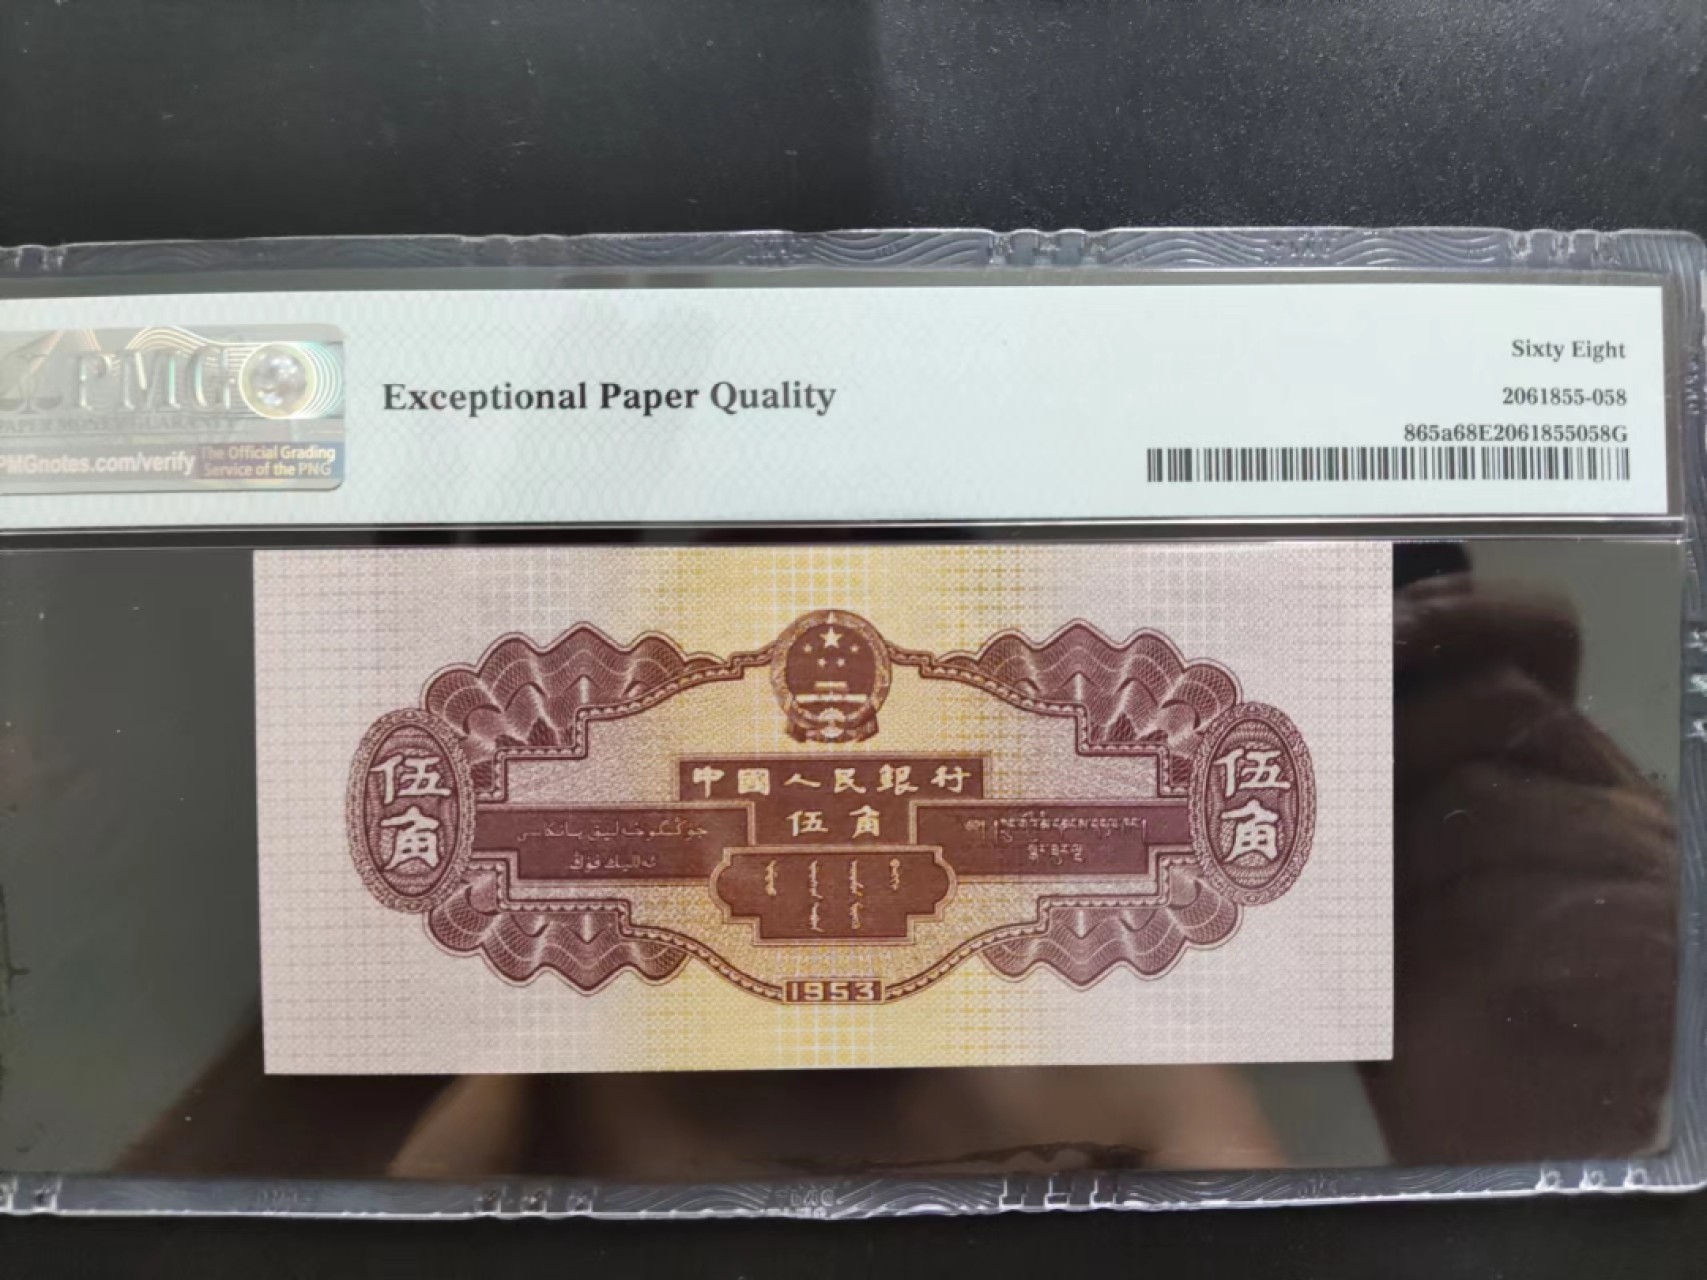 Sixty Eight
PMG
PAPER MONEY GUARANTY
Exceptional Paper Quality
2061855-058
865a68E2061855058G
PMGnotes.com/verify
The Official Grading
Service of the PNG
中國人民銀行
伍角
伍角
伍角
1953